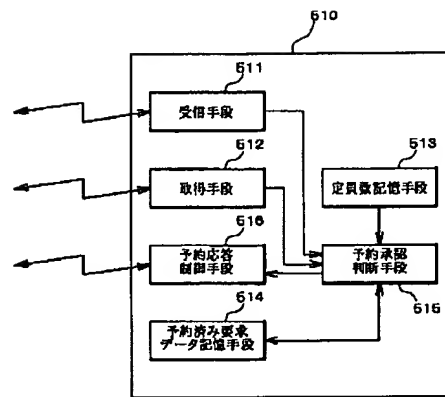 510
511
受信手段
512
513
取得手段
定員数記憶手段
516
予約応答
制御手段
予約承認
判断手段
514
515
予約済み要求
データ記憶手段